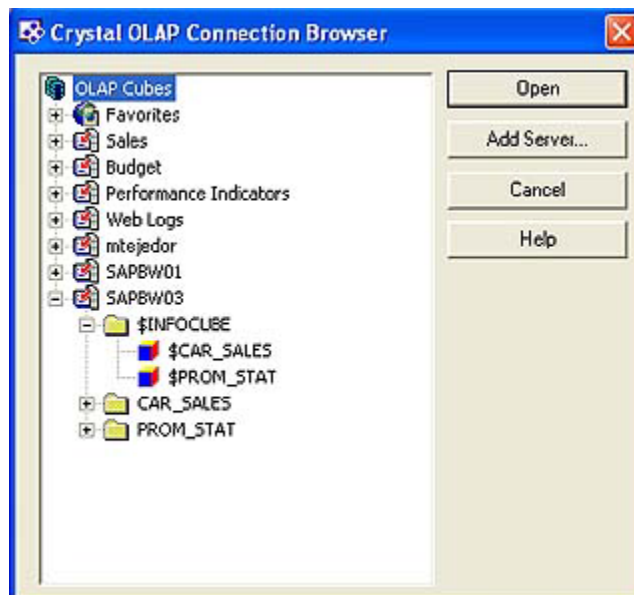 Crystal OLAP Connection Browser
OLAP Cubes
Favorites
Sales
Budget
Performance Indicators
Web Logs
mtejedor
SAPBW01
SAPBW03
$INFOCUBE
$CAR_SALES
$PROM_STAT
CAR_SALES
PROM_STAT
Open
Add Server...
Cancel
Help